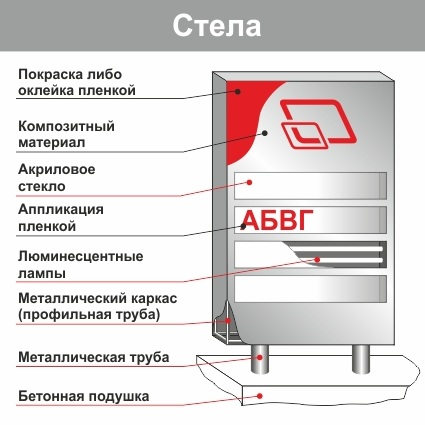 Стела
Покраска либо
оклейка пленкой
Композитный
материал
Акриловое
стекло
Аппликация
пленкой
АБВГ
Люминесцентные
лампы
Металлический каркас
(профильная труба)
Металлическая труба
Бетонная подушка